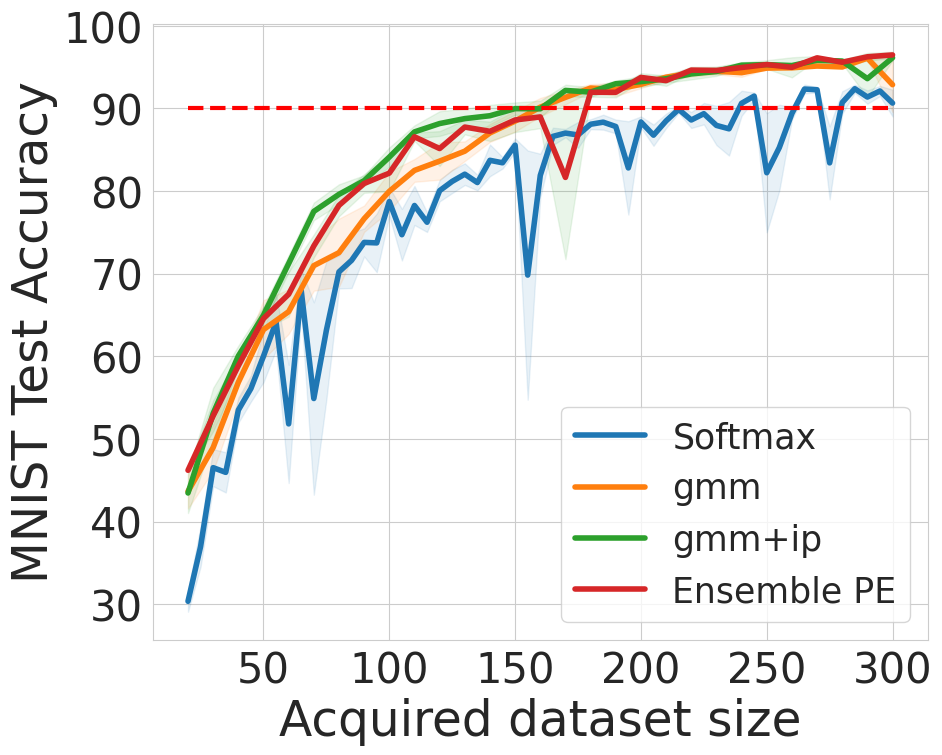 MNIST Test Accuracy
100
90
80
70
60
50
40
30
Softmax
gmm
gmm+ip
Ensemble PE
50 100 150 200 250 300
Acquired dataset size